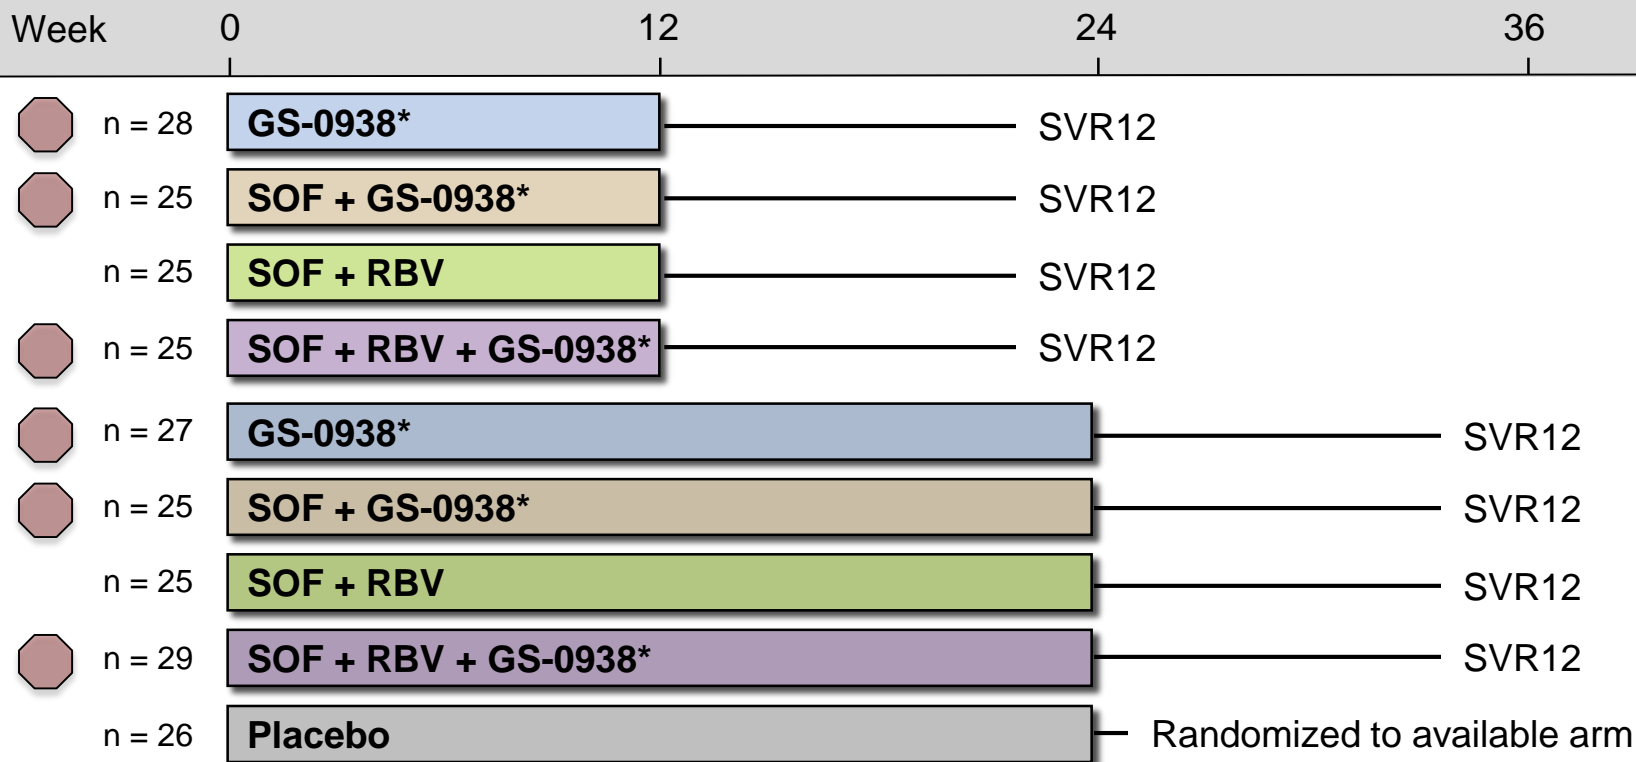 Week 0 12 24 36
n = 28 GS-0938* SVR12
n = 25 SOF + GS-0938* SVR12
n = 25 SOF + RBV SVR12
n = 25 SOF + RBV + GS-0938* SVR12
n = 27 GS-0938* SVR12
n = 25 SOF + GS-0938* SVR12
n = 25 SOF + RBV SVR12
n = 29 SOF + RBV + GS-0938* SVR12
n = 26 Placebo Randomized to available arm